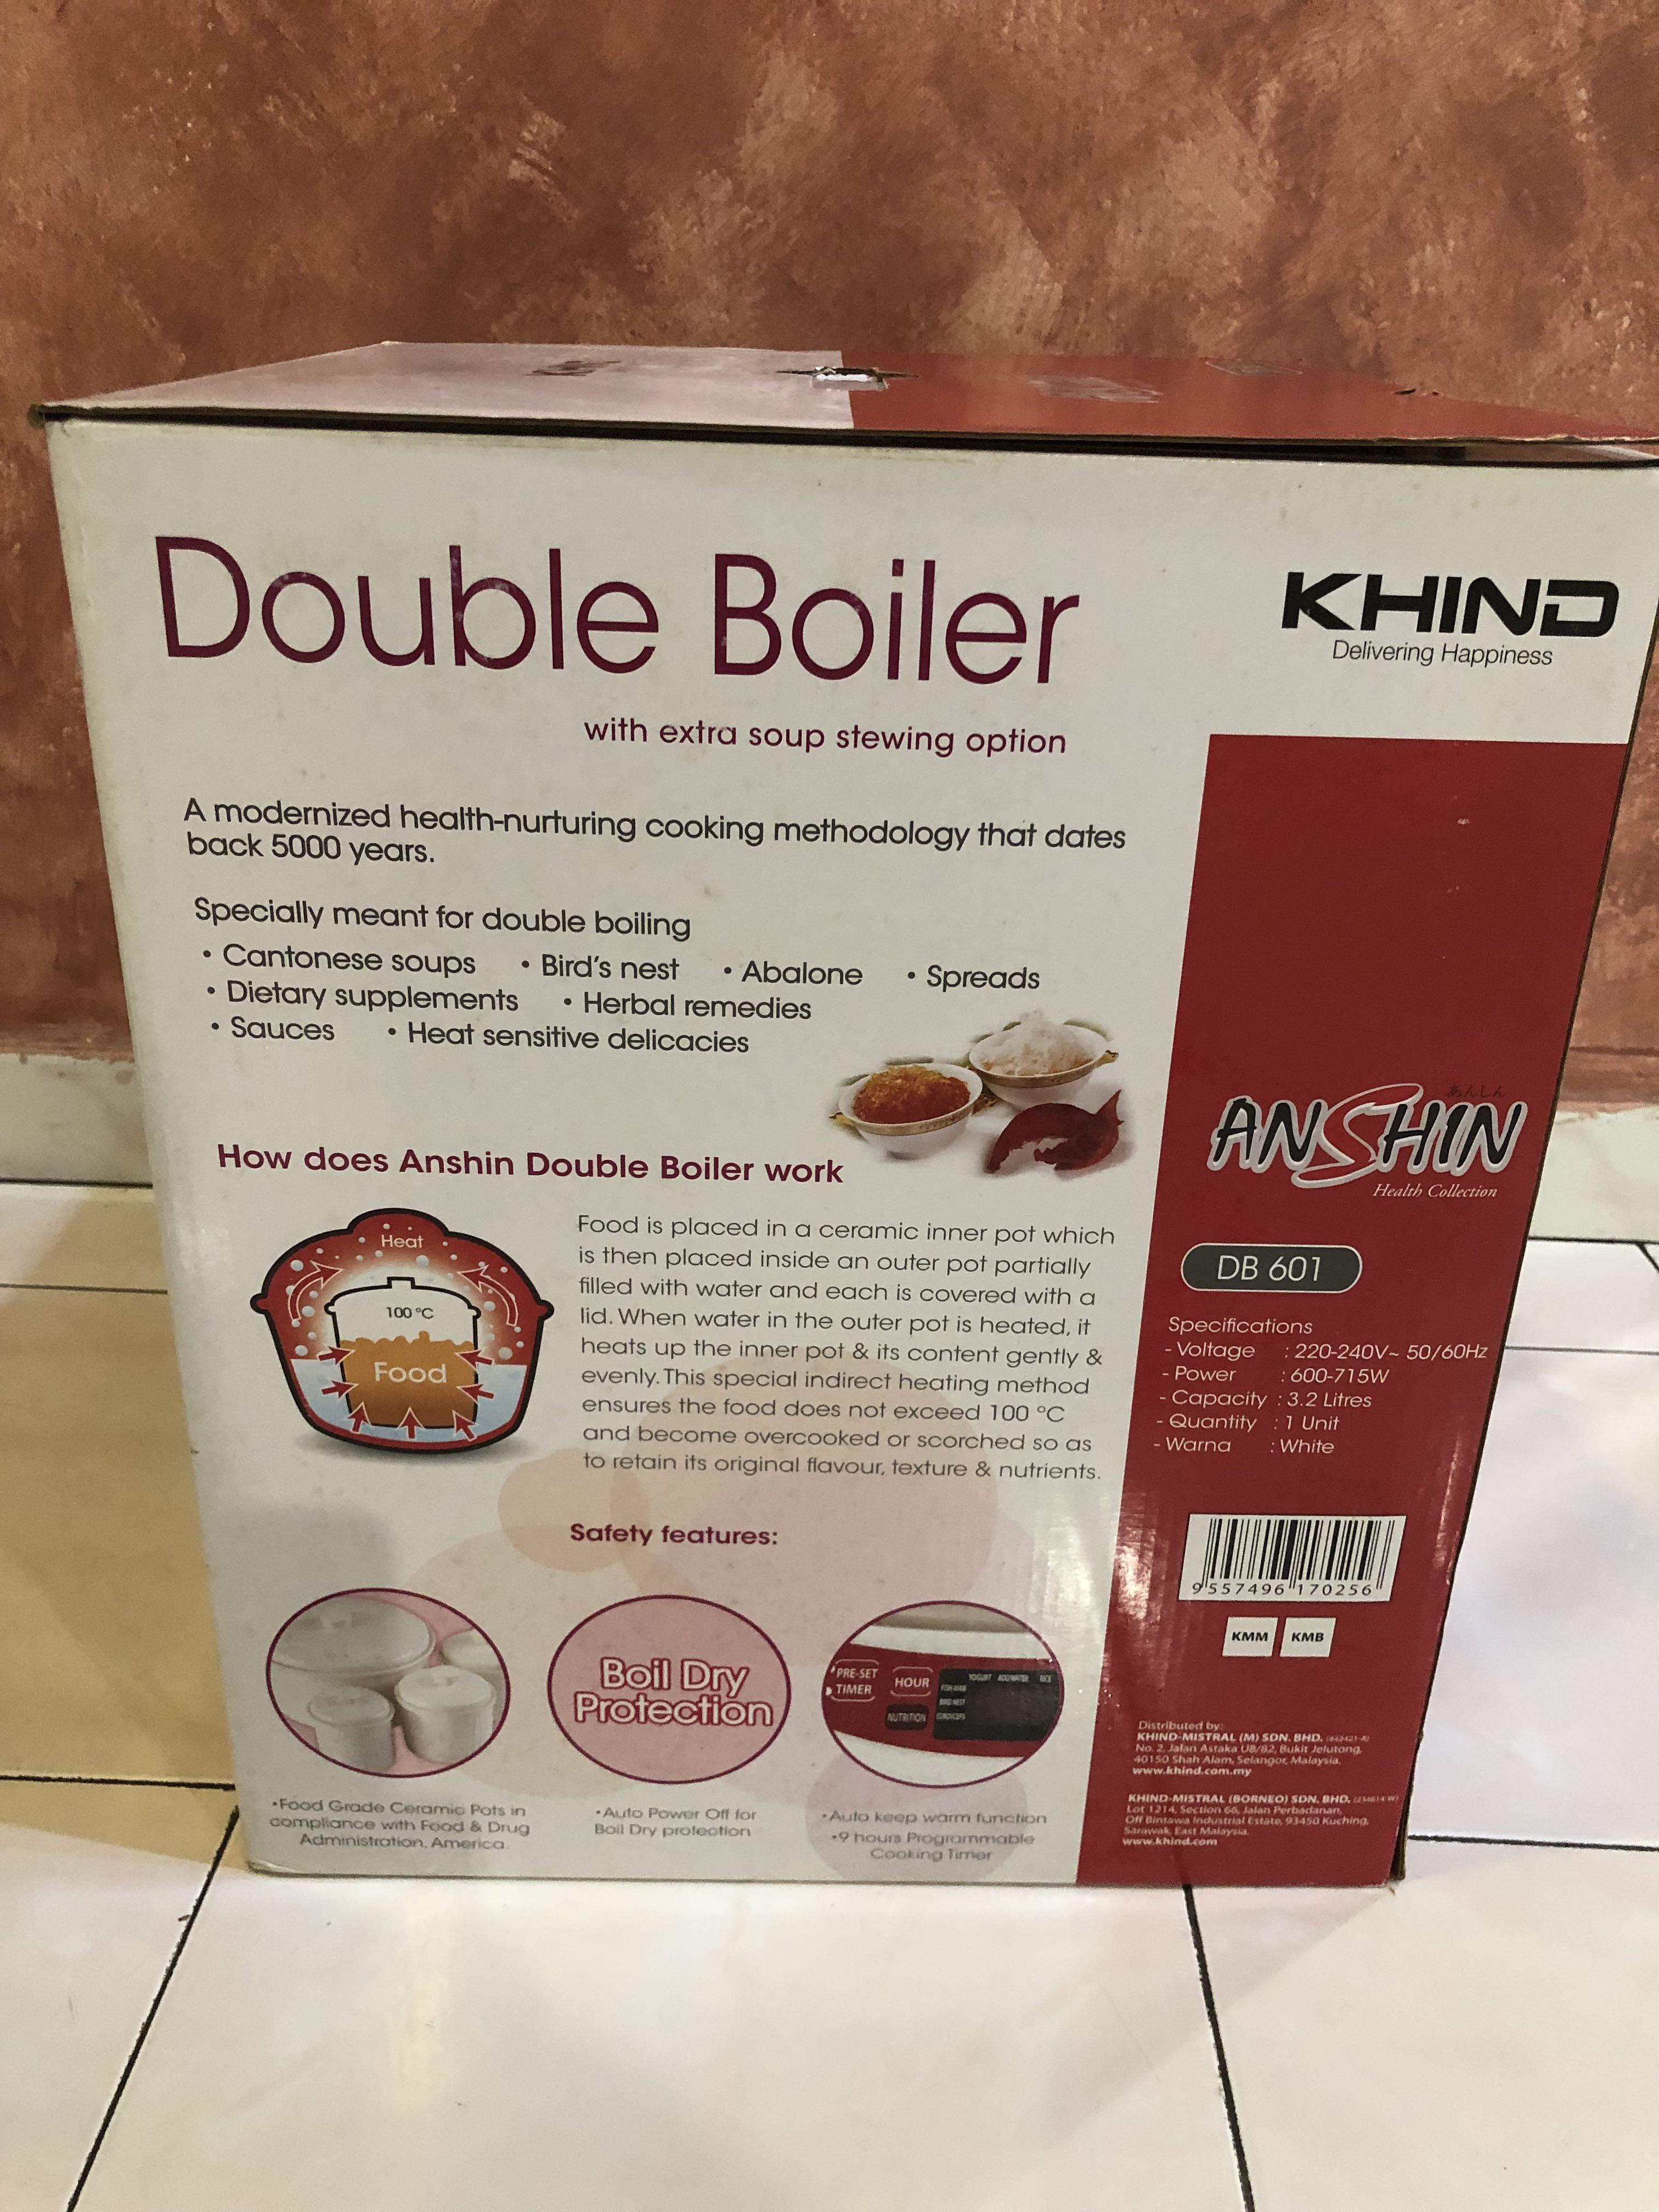 Double Boiler
with extra soup stewing option
KHIND
Delivering Happiness
A modernized health-nurturing cooking methodology that dates
back 5000 years.
Specially meant for double boiling
• Cantonese soups • Bird's nest • Abalone • Spreads
• Dietary supplements • Herbal remedies
• Sauces • Heat sensitive delicacies
How does Anshin Double Boiler work
Heat
100 °C
Food
Food is placed in a ceramic inner pot which
is then placed inside an outer pot partially
filled with water and each is covered with a
lid. When water in the outer pot is heated, it
heats up the inner pot & its content gently &
evenly. This special indirect heating method
ensures the food does not exceed 100 °C
and become overcooked or scorched so as
to retain its original flavour, texture & nutrients.
Safety features:
Boil Dry
Protection
PRE-SET
TIMER
HOUR
NUTRITION
YOGURT ADD WATER RICE
BIRD NEST
CORDYCEPS
•Food Grade Ceramic Pots in
compliance with Food & Drug
Administration, America.
•Auto Power Off for
Boil Dry protection
•Auto keep warm function
•9 hours Programmable
Cooking Timer
あんしん
ANSHIN
Health Collection
DB 601
Specifications
- Voltage : 220-240V~ 50/60Hz
- Power : 600-715W
- Capacity : 3.2 Litres
- Quantity : 1 Unit
- Warna : White
9 557496 170256
KMM KMB
Distributed by:
KHIND-MISTRAL (M) SDN. BHD.
No. 2, Jalan Astaka U8/82, Bukit Jelutong,
40150 Shah Alam, Selangor, Malaysia.
www.khind.com.my
KHIND-MISTRAL (BORNEO) SDN. BHD. (234614-W)
Lot 1214, Section 66, Jalan Perbadanan,
Off Bintawa Industrial Estate, 93450 Kuching,
Sarawak, East Malaysia.
www.khind.com